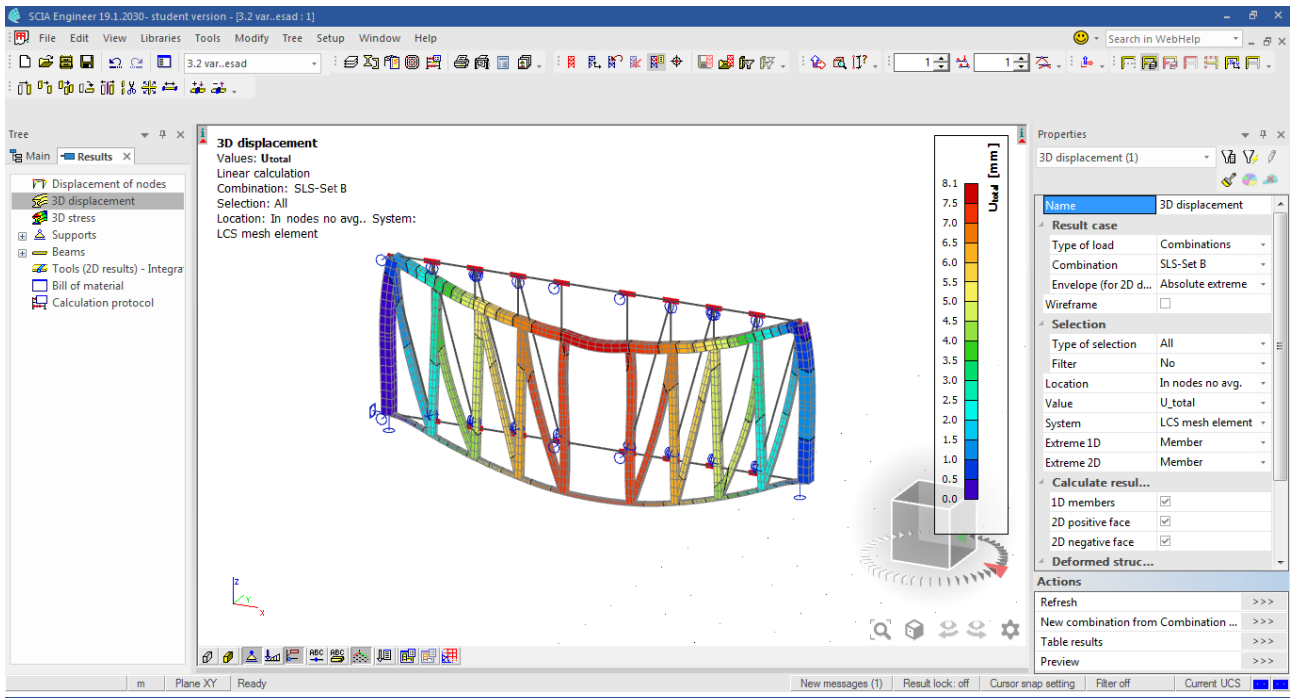 SCIA Engineer 19.1.2030- student version - [3.2 var..esad : 1]
File Edit View Libraries Tools Modify Tree Setup Window Help
Search in WebHelp
3.2 var..esad
1
1
Tree
Main
Results
Displacement of nodes
3D displacement
3D stress
Supports
Beams
Tools (2D results) - Integra
Bill of material
Calculation protocol
3D displacement
Values: Utotal
Linear calculation
Combination: SLS-Set B
Selection: All
Location: In nodes no avg.. System:
LCS mesh element
Utotal [mm]
8.1
7.5
7.0
6.5
6.0
5.5
5.0
4.5
4.0
3.5
3.0
2.5
2.0
1.5
1.0
0.5
0.0
z
Y
x
ABC
ABC
Properties
3D displacement (1)
Name 3D displacement
Result case
Type of load Combinations
Combination SLS-Set B
Envelope (for 2D d... Absolute extreme
Wireframe
Selection
Type of selection All
Filter No
Location In nodes no avg.
Value U_total
System LCS mesh element
Extreme 1D Member
Extreme 2D Member
Calculate resul...
1D members
2D positive face
2D negative face
Deformed struc...
Actions
Refresh >>>
New combination from Combination ... >>>
Table results >>>
Preview >>>
m Plane XY Ready New messages (1) Result lock: off Cursor snap setting Filter off Current UCS